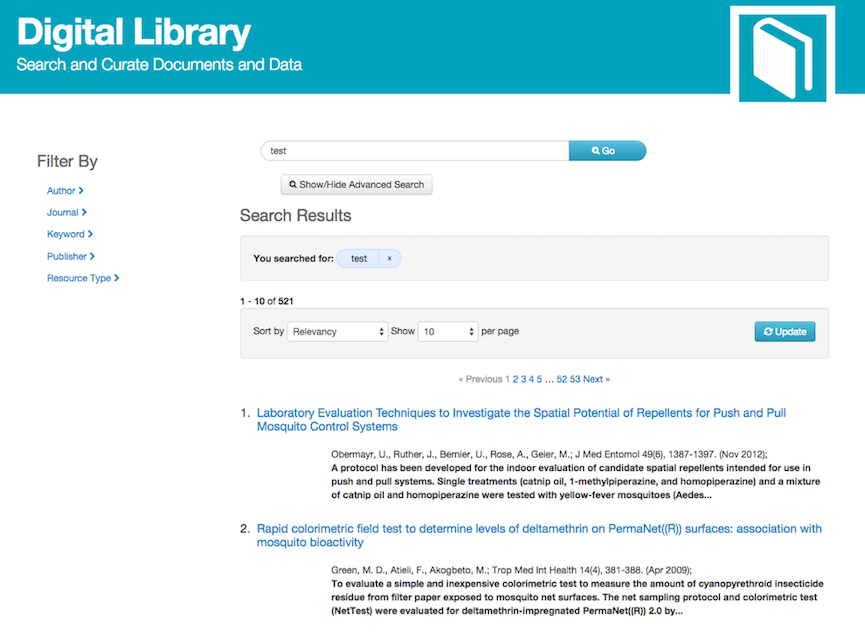 Digital Library
Search and Curate Documents and Data
test
Go
Filter By
Show/Hide Advanced Search
Author
Journal
Search Results
Keyword
Publisher
You searched for: test x
Resource Type
1 - 10 of 521
Sort by Relevancy Show 10 per page Update
« Previous 1 2 3 4 5 ... 52 53 Next »
1. Laboratory Evaluation Techniques to Investigate the Spatial Potential of Repellents for Push and Pull
Mosquito Control Systems
Obermayr, U., Ruther, J., Bernier, U., Rose, A., Geier, M.; J Med Entomol 49(6), 1387-1397. (Nov 2012);
A protocol has been developed for the indoor evaluation of candidate spatial repellents intended for use in
push and pull systems. Single treatments (catnip oil, 1-methylpiperazine, and homopiperazine) and a mixture
of catnip oil and homopiperazine were tested with yellow-fever mosquitoes (Aedes...
2. Rapid colorimetric field test to determine levels of deltamethrin on PermaNet((R)) surfaces: association with
mosquito bioactivity
Green, M. D., Atieli, F., Akogbeto, M.; Trop Med Int Health 14(4), 381-388. (Apr 2009);
To evaluate a simple and inexpensive colorimetric test to measure the amount of cyanopyrethroid insecticide
residue from filter paper exposed to mosquito net surfaces. The net sampling protocol and colorimetric test
(NetTest) were evaluated for deltamethrin-impregnated PermaNet((R)) 2.0 by...